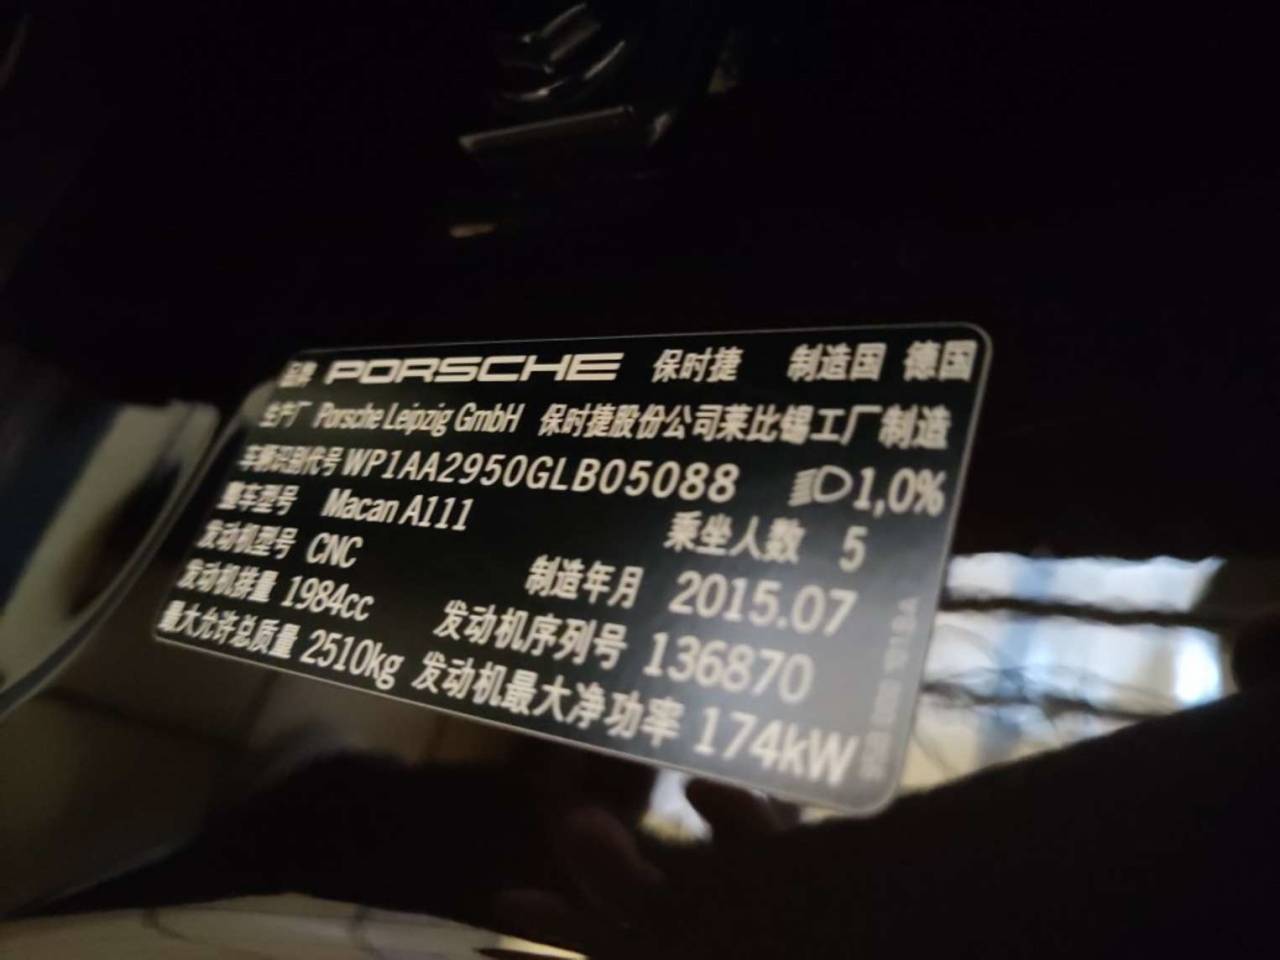 品牌 PORSCHE 保时捷 制造国 德国
生产厂 Porsche Leipzig GmbH 保时捷股份公司莱比锡工厂制造
车辆识别代号 WP1AA2950GLB05088 1,0%
整车型号 Macan A111 乘坐人数 5
发动机型号 CNC 制造年月 2015.07
发动机排量 1984cc 发动机序列号 136870
最大允许总质量 2510kg 发动机最大净功率 174kW